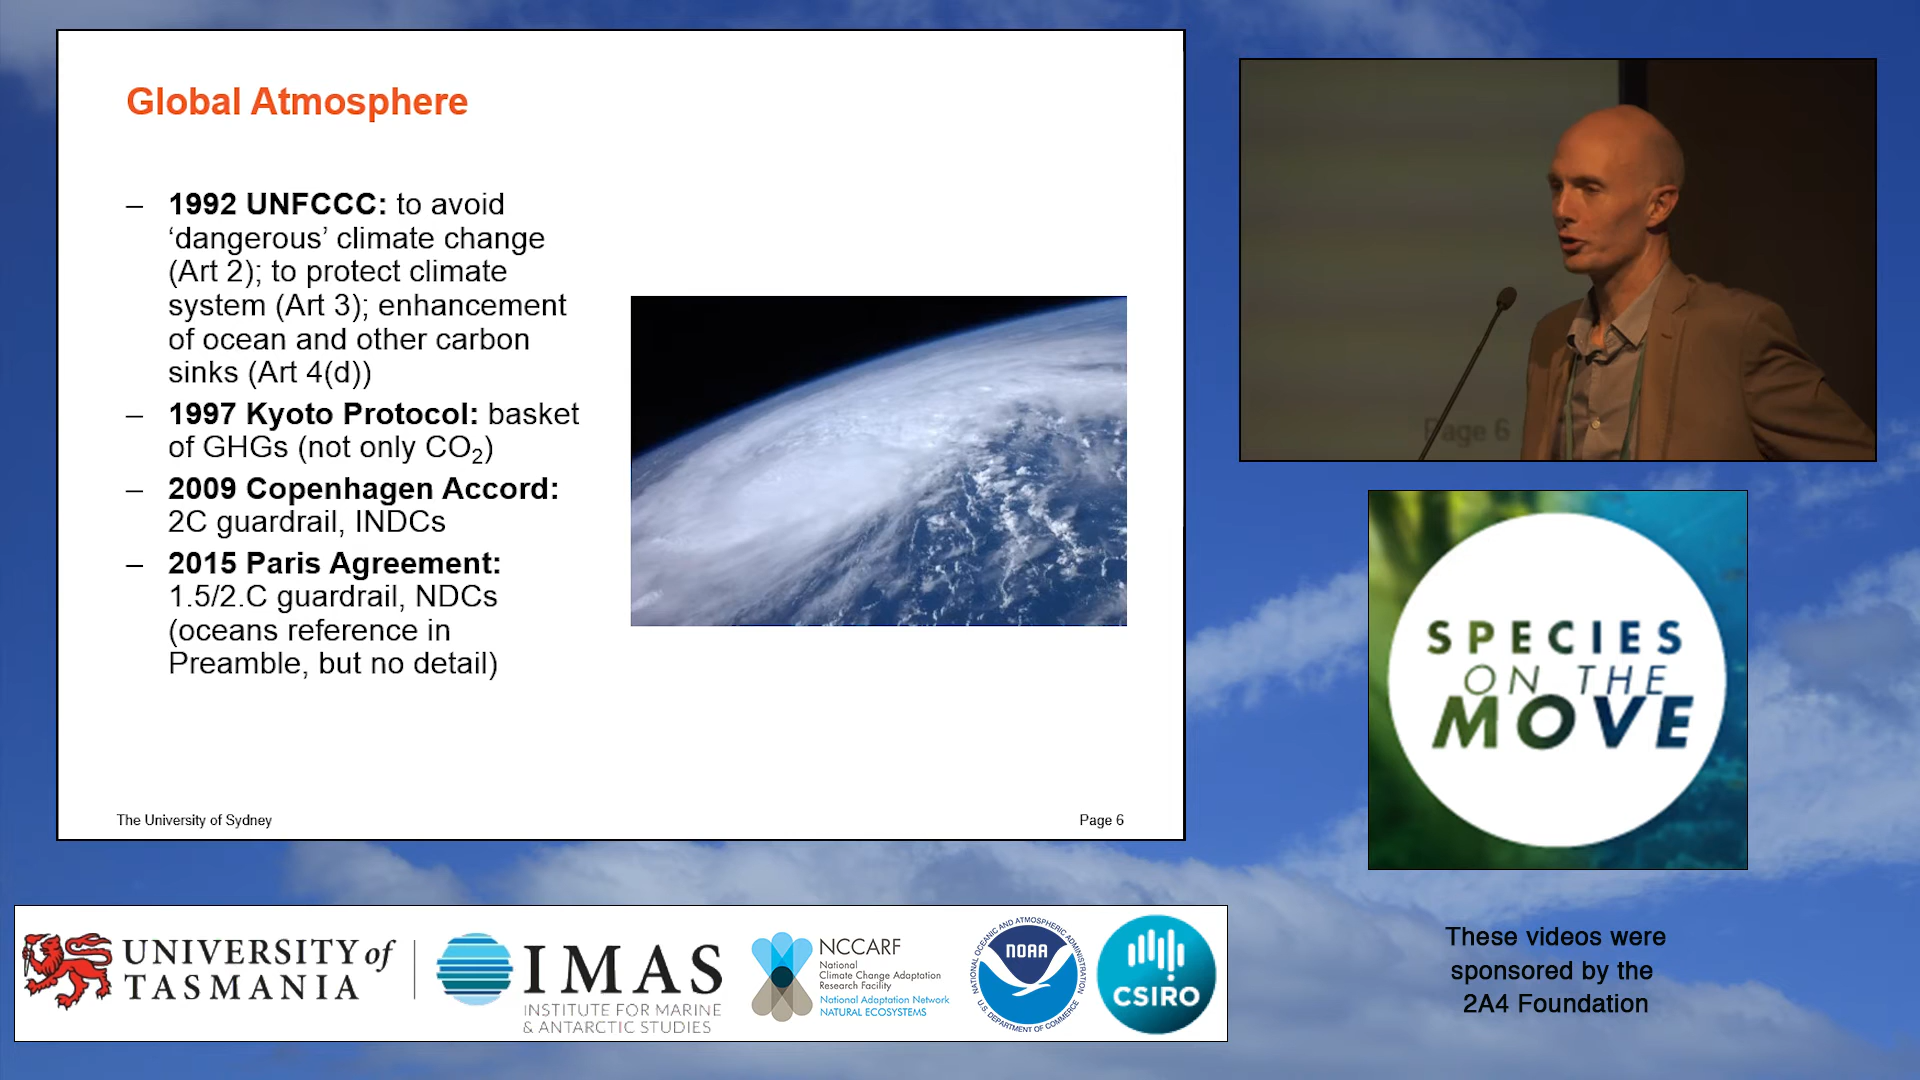 Global Atmosphere
– 1992 UNFCCC: to avoid
‘dangerous’ climate change
(Art 2); to protect climate
system (Art 3); enhancement
of ocean and other carbon
sinks (Art 4(d))
– 1997 Kyoto Protocol: basket
of GHGs (not only CO₂)
– 2009 Copenhagen Accord:
2C guardrail, INDCs
– 2015 Paris Agreement:
1.5/2.C guardrail, NDCs
(oceans reference in
Preamble, but no detail)
The University of Sydney
Page 6
Page 6
SPECIES
ON THE
MOVE
UNIVERSITY of
TASMANIA
IMAS
INSTITUTE FOR MARINE
& ANTARCTIC STUDIES
NCCARF
National
Climate Change Adaptation
Research Facility
National Adaptation Network
NATURAL ECOSYSTEMS
NATIONAL OCEANIC AND ATMOSPHERIC ADMINISTRATION
NOAA
U.S. DEPARTMENT OF COMMERCE
CSIRO
These videos were
sponsored by the
2A4 Foundation